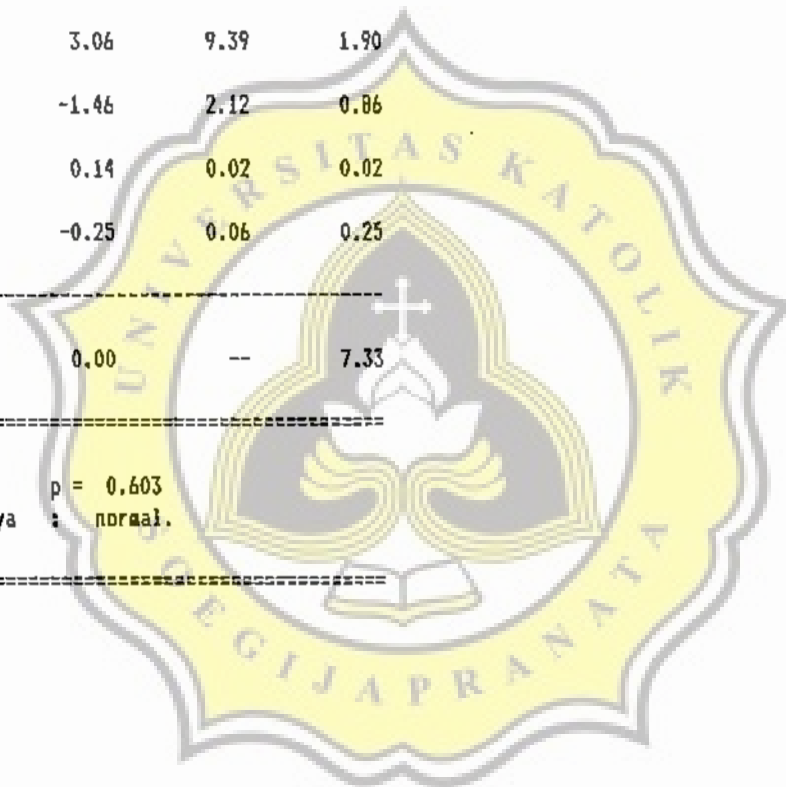 3.06 9.39 1.90
-1.46 2.12 0.86
0.14 0.02 0.02
-0.25 0.06 0.25
0.00 -- 7.33
p = 0.603
ya : normal.
UNIVERSITAS KATOLIK
SOEGIJAPRANATA